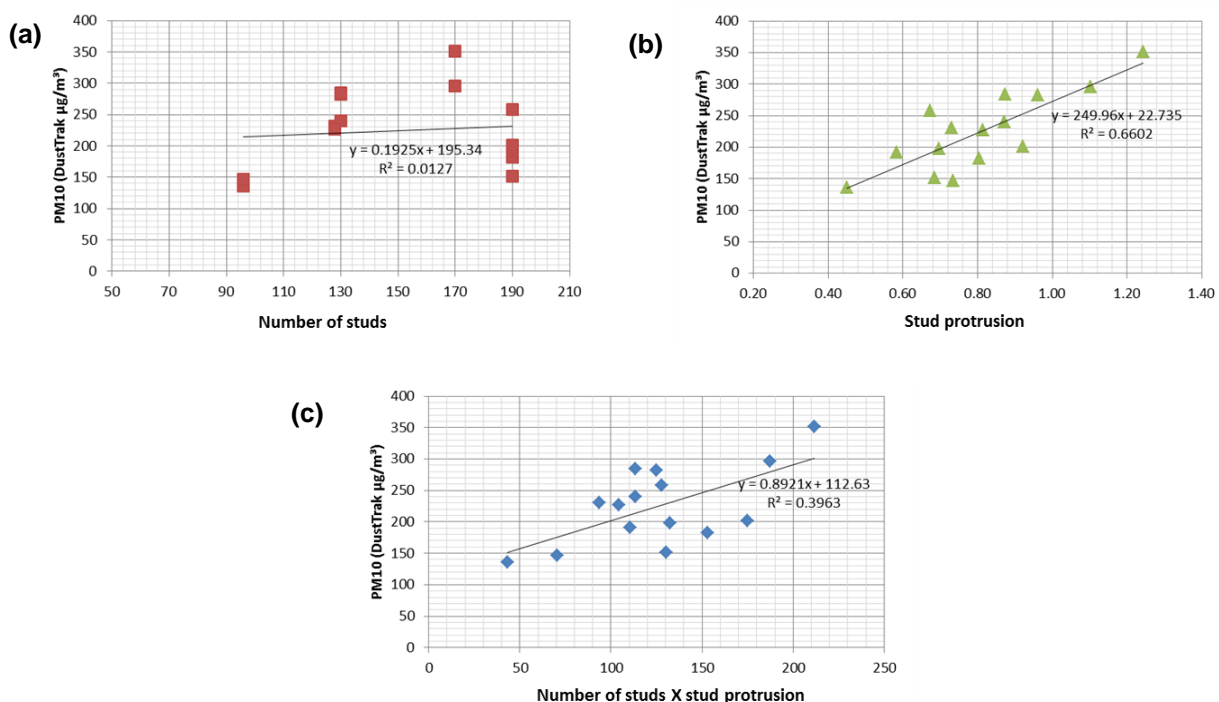 (a)
PM10 (DustTrak µg/m³)
400
350
300
250
200
150
100
50
0
y = 0.1925x + 195.34
R² = 0.0127
50 70 90 110 130 150 170 190 210
Number of studs
(b)
PM10 (DustTrak µg/m³)
400
350
300
250
200
150
100
50
0
y = 249.96x + 22.735
R² = 0.6602
0.20 0.40 0.60 0.80 1.00 1.20 1.40
Stud protrusion
(c)
PM10 (DustTrak µg/m³)
400
350
300
250
200
150
100
50
0
y = 0.8921x + 112.63
R² = 0.3963
0 50 100 150 200 250
Number of studs X stud protrusion